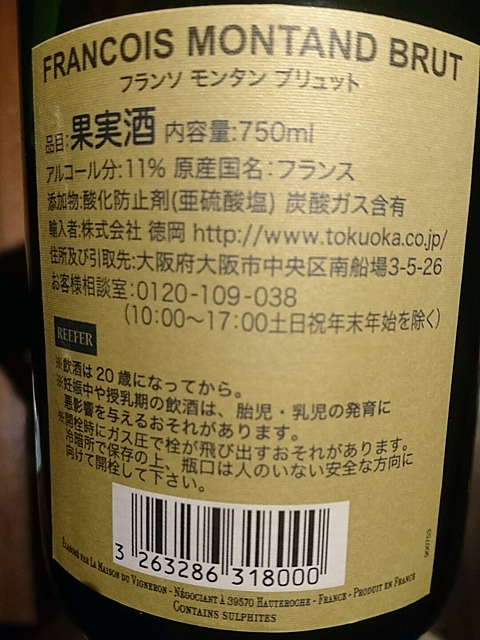 FRANCOIS MONTAND BRUT
フランソ モンタン ブリュット
品目:果実酒 内容量:750ml
アルコール分:11% 原産国名:フランス
添加物:酸化防止剤(亜硫酸塩) 炭酸ガス含有
輸入者:株式会社 徳岡 http://www.tokuoka.co.jp/
住所及び引取先:大阪府大阪市中央区南船場3-5-26
お客様相談室:0120-109-038
(10:00〜17:00土日祝年末年始を除く)
REEFER
※飲酒は20歳になってから。
※妊娠中や授乳期の飲酒は、胎児・乳児の発育に
悪影響を与えるおそれがあります。
※開栓時にガス圧で栓が飛び出すおそれがあります。
冷暗所で保存の上、瓶口は人のいない安全な方向に
向けて開栓して下さい。
3 263286 318000
ÉLABORÉ PAR LA MAISON DU VIGNERON - NÉGOCIANT À 39570 HAUTEROCHE - FRANCE - PRODUIT EN FRANCE
CONTAINS SULPHITES